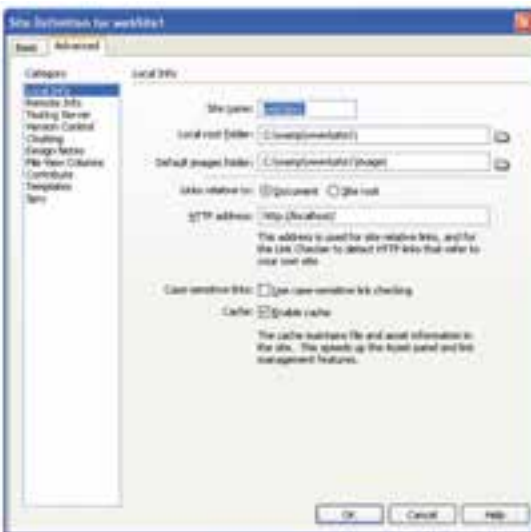 Site Definition for webSite1
Basic Advanced
Category
Local Info
Local Info
Remote Info
Testing Server
Version Control
Cloaking
Design Notes
File View Columns
Contribute
Templates
Spry
Site name:
Local root folder:
Default images folder:
Links relative to: Document Site root
HTTP address: http://localhost/
This address is used for site relative links, and for
the Link Checker to detect HTTP links that refer to
your own site
Case-sensitive links: Use case-sensitive link checking
Cache: Enable cache
The cache maintains file and asset information in
the site. This speeds up the Asset panel and link
management features.
OK Cancel Help